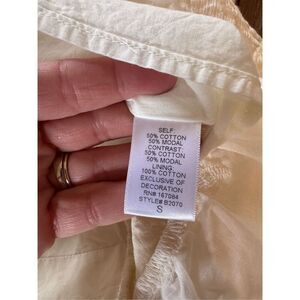 SELF:
50% COTTON
50% MODAL
CONTRAST:
50% COTTON
50% MODAL
LINING:
100% COTTON
EXCLUSIVE OF
DECORATION
RN# 167084
STYLE# B2070
S